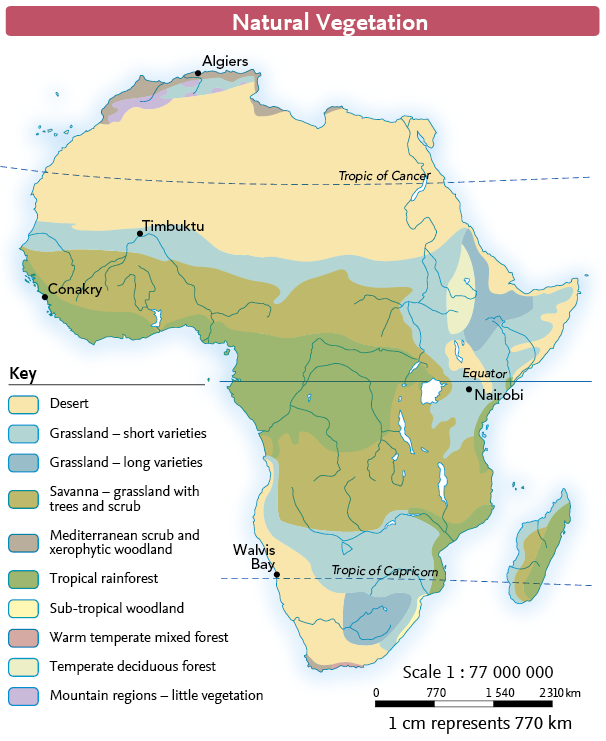 Natural Vegetation
Algiers
Tropic of Cancer
Timbuktu
Conakry
Key
Equator
Nairobi
Desert
Grassland – short varieties
Grassland – long varieties
Savanna – grassland with
trees and scrub
Mediterranean scrub and
xerophytic woodland
Walvis
Bay
Tropic of Capricorn
Tropical rainforest
Sub-tropical woodland
Warm temperate mixed forest
Temperate deciduous forest
Mountain regions – little vegetation
Scale 1 : 77 000 000
0 770 1 540 2 310 km
1 cm represents 770 km